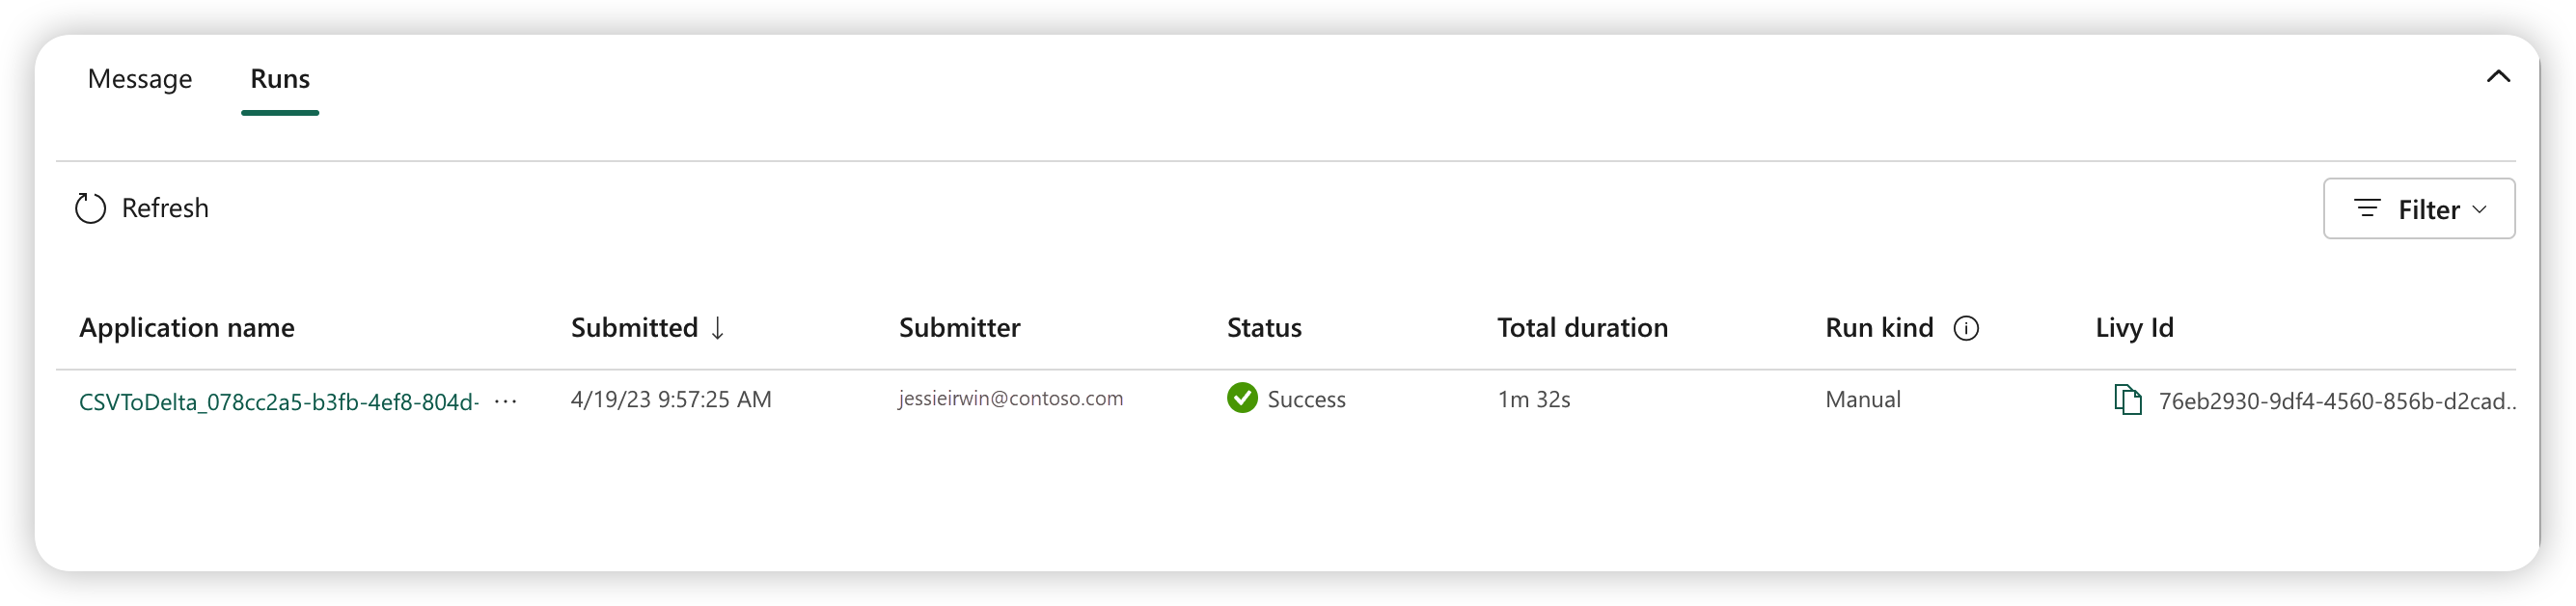 Message Runs
Refresh Filter
Application name Submitted ↓ Submitter Status Total duration Run kind Livy Id
CSVToDelta_078cc2a5-b3fb-4ef8-804d- ··· 4/19/23 9:57:25 AM jessieirwin@contoso.com Success 1m 32s Manual 76eb2930-9df4-4560-856b-d2cad..